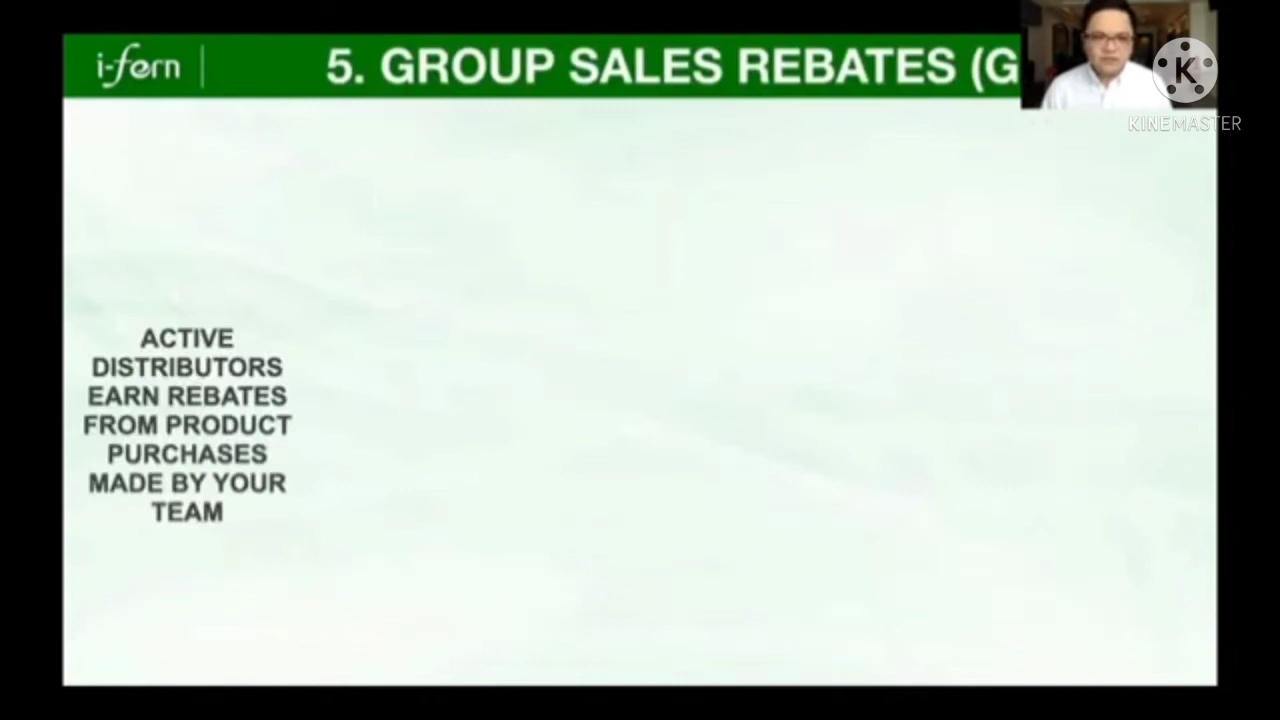 i-fern
5. GROUP SALES REBATES (G
K
KINEMASTER
ACTIVE
DISTRIBUTORS
EARN REBATES
FROM PRODUCT
PURCHASES
MADE BY YOUR
TEAM